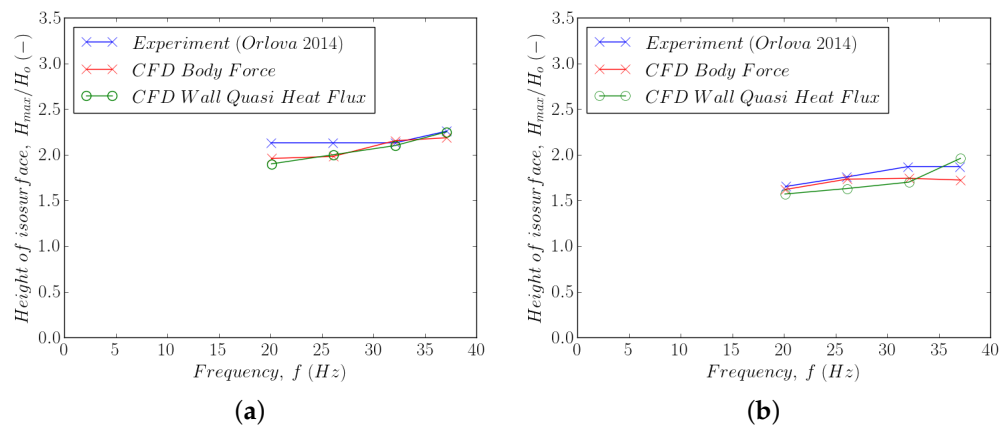 3.5
3.0
2.5
2.0
1.5
1.0
0.5
0.0
Height of isosurface, H_max/H_o (−)
Experiment (Orlova 2014)
CFD Body Force
CFD Wall Quasi Heat Flux
0 5 10 15 20 25 30 35 40
Frequency, f (Hz)
(a)
3.5
3.0
2.5
2.0
1.5
1.0
0.5
0.0
Height of isosurface, H_max/H_o (−)
Experiment (Orlova 2014)
CFD Body Force
CFD Wall Quasi Heat Flux
0 5 10 15 20 25 30 35 40
Frequency, f (Hz)
(b)